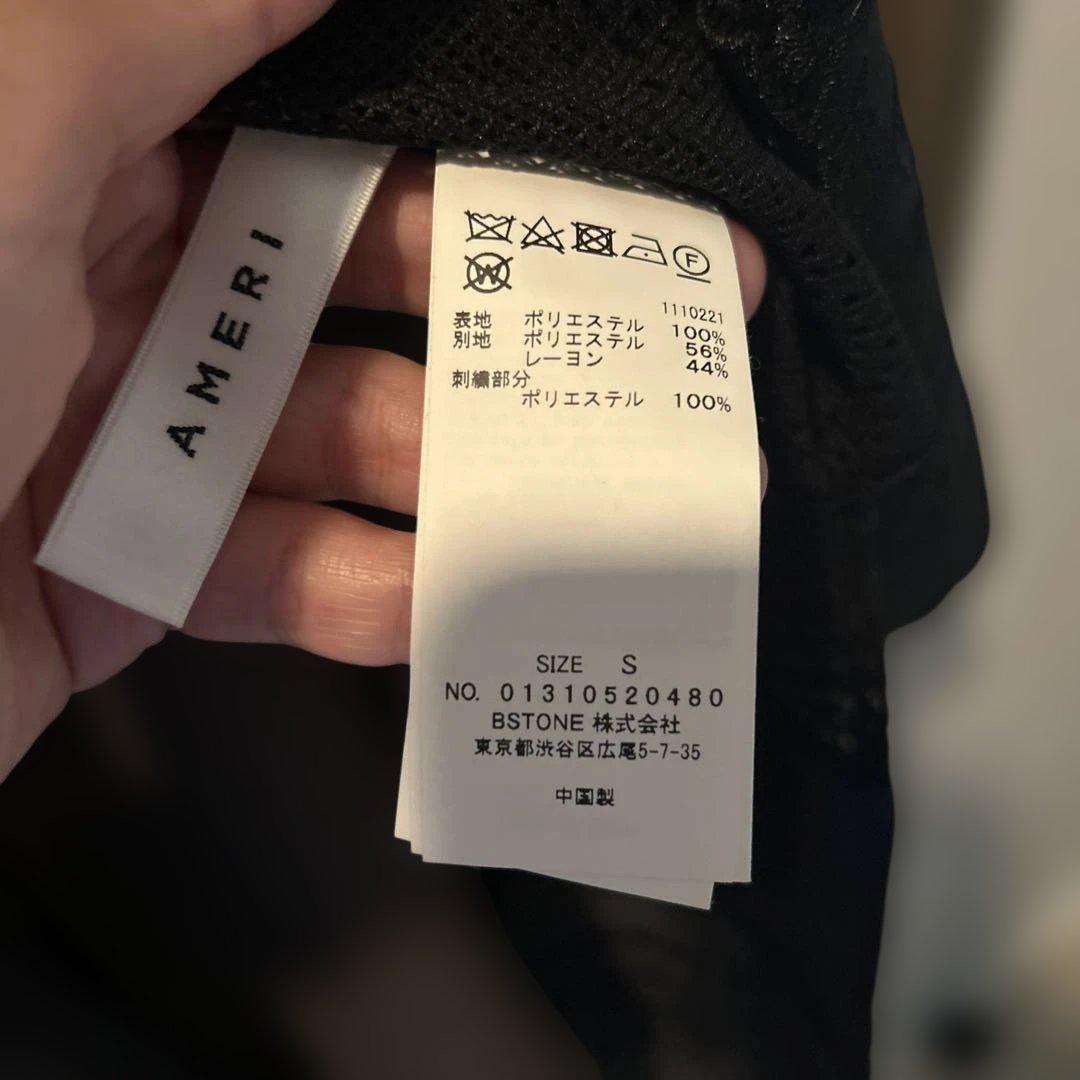 AMERI
F
W
1110221
表地 ポリエステル 100%
別地 ポリエステル 56%
レーヨン 44%
刺繍部分
ポリエステル 100%
SIZE S
NO. 01310520480
BSTONE 株式会社
東京都渋谷区広尾5-7-35
中国製